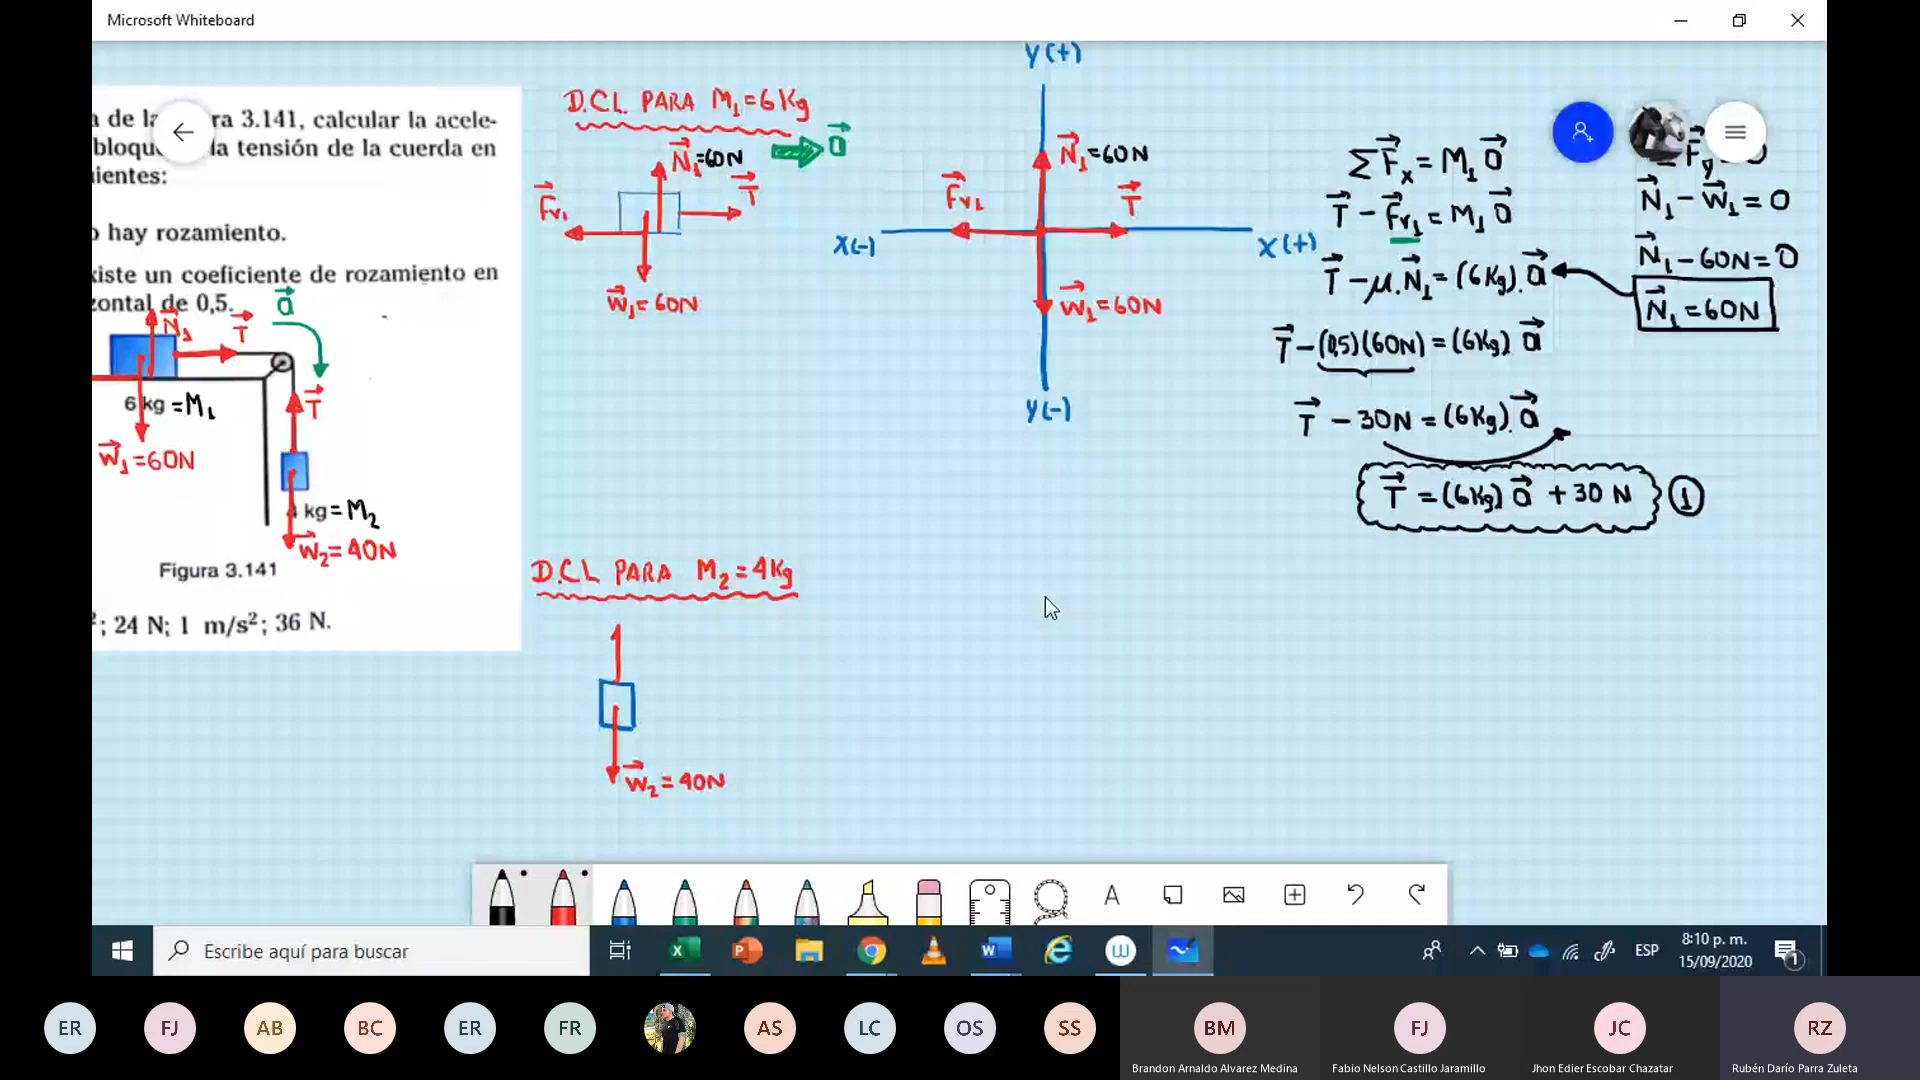 Microsoft Whiteboard
a de la ra 3.141, calcular la acele-
bloqu la tensión de la cuerda en
ientes:
o hay rozamiento.
xiste un coeficiente de rozamiento en
zontal de 0,5.
a
N₁
T
T
6 kg = M₁
W₁ = 60N
kg = M₂
W₂ = 40N
Figura 3.141
²; 24 N; 1 m/s²; 36 N.
D.C.L. PARA M₁ = 6Kg
N₁ = 60N
a
Fr₁
T
W₁ = 60N
D.C.L PARA M₂ = 4Kg
W₂ = 40N
Y(+)
N₁ = 60N
Fr₁
T
X(-)
X(+)
W₁ = 60N
Y(-)
ΣFx = M₁ a
T - Fr₁ = M₁ a
T - μ.N₁ = (6Kg). a
T - (0,5)(60N) = (6Kg) a
T - 30N = (6Kg). a
T = (6Kg) a + 30 N
1
Fy 0
N₁ - W₁ = 0
N₁ - 60N = 0
N₁ = 60N
A
Escribe aquí para buscar
ESP
8:10 p. m.
15/09/2020
1
ER
FJ
AB
BC
ER
FR
AS
LC
OS
SS
BM
FJ
JC
RZ
Brandon Arnaldo Alvarez Medina
Fabio Nelson Castillo Jaramillo
Jhon Edier Escobar Chazatar
Rubén Darío Parra Zuleta